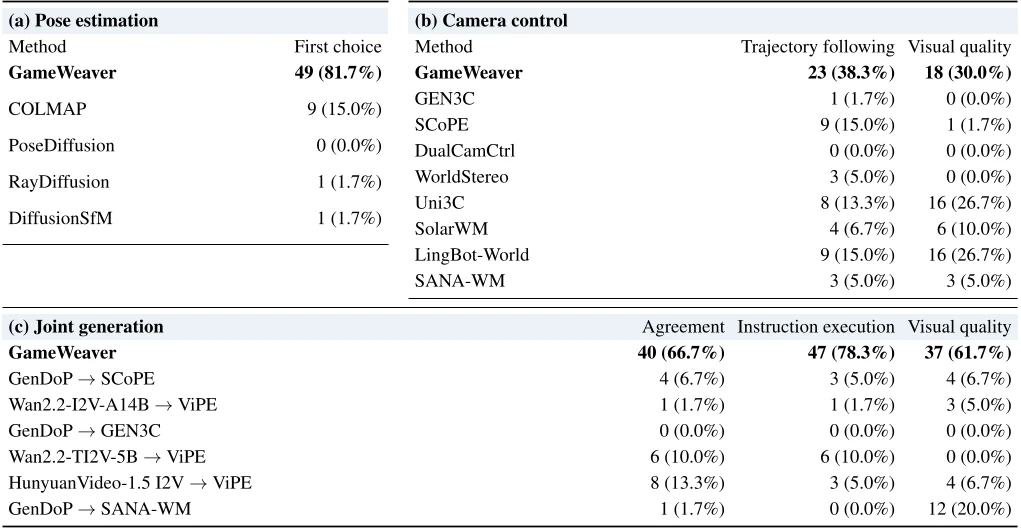 (a) Pose estimation
Method First choice
GameWeaver 49 (81.7%)
COLMAP 9 (15.0%)
PoseDiffusion 0 (0.0%)
RayDiffusion 1 (1.7%)
DiffusionSfM 1 (1.7%)
(b) Camera control
Method Trajectory following Visual quality
GameWeaver 23 (38.3%) 18 (30.0%)
GEN3C 1 (1.7%) 0 (0.0%)
SCoPE 9 (15.0%) 1 (1.7%)
DualCamCtrl 0 (0.0%) 0 (0.0%)
WorldStereo 3 (5.0%) 0 (0.0%)
Uni3C 8 (13.3%) 16 (26.7%)
SolarWM 4 (6.7%) 6 (10.0%)
LingBot-World 9 (15.0%) 16 (26.7%)
SANA-WM 3 (5.0%) 3 (5.0%)
(c) Joint generation Agreement Instruction execution Visual quality
GameWeaver 40 (66.7%) 47 (78.3%) 37 (61.7%)
GenDoP → SCoPE 4 (6.7%) 3 (5.0%) 4 (6.7%)
Wan2.2-I2V-A14B → ViPE 1 (1.7%) 1 (1.7%) 3 (5.0%)
GenDoP → GEN3C 0 (0.0%) 0 (0.0%) 0 (0.0%)
Wan2.2-TI2V-5B → ViPE 6 (10.0%) 6 (10.0%) 0 (0.0%)
HunyuanVideo-1.5 I2V → ViPE 8 (13.3%) 3 (5.0%) 4 (6.7%)
GenDoP → SANA-WM 1 (1.7%) 0 (0.0%) 12 (20.0%)